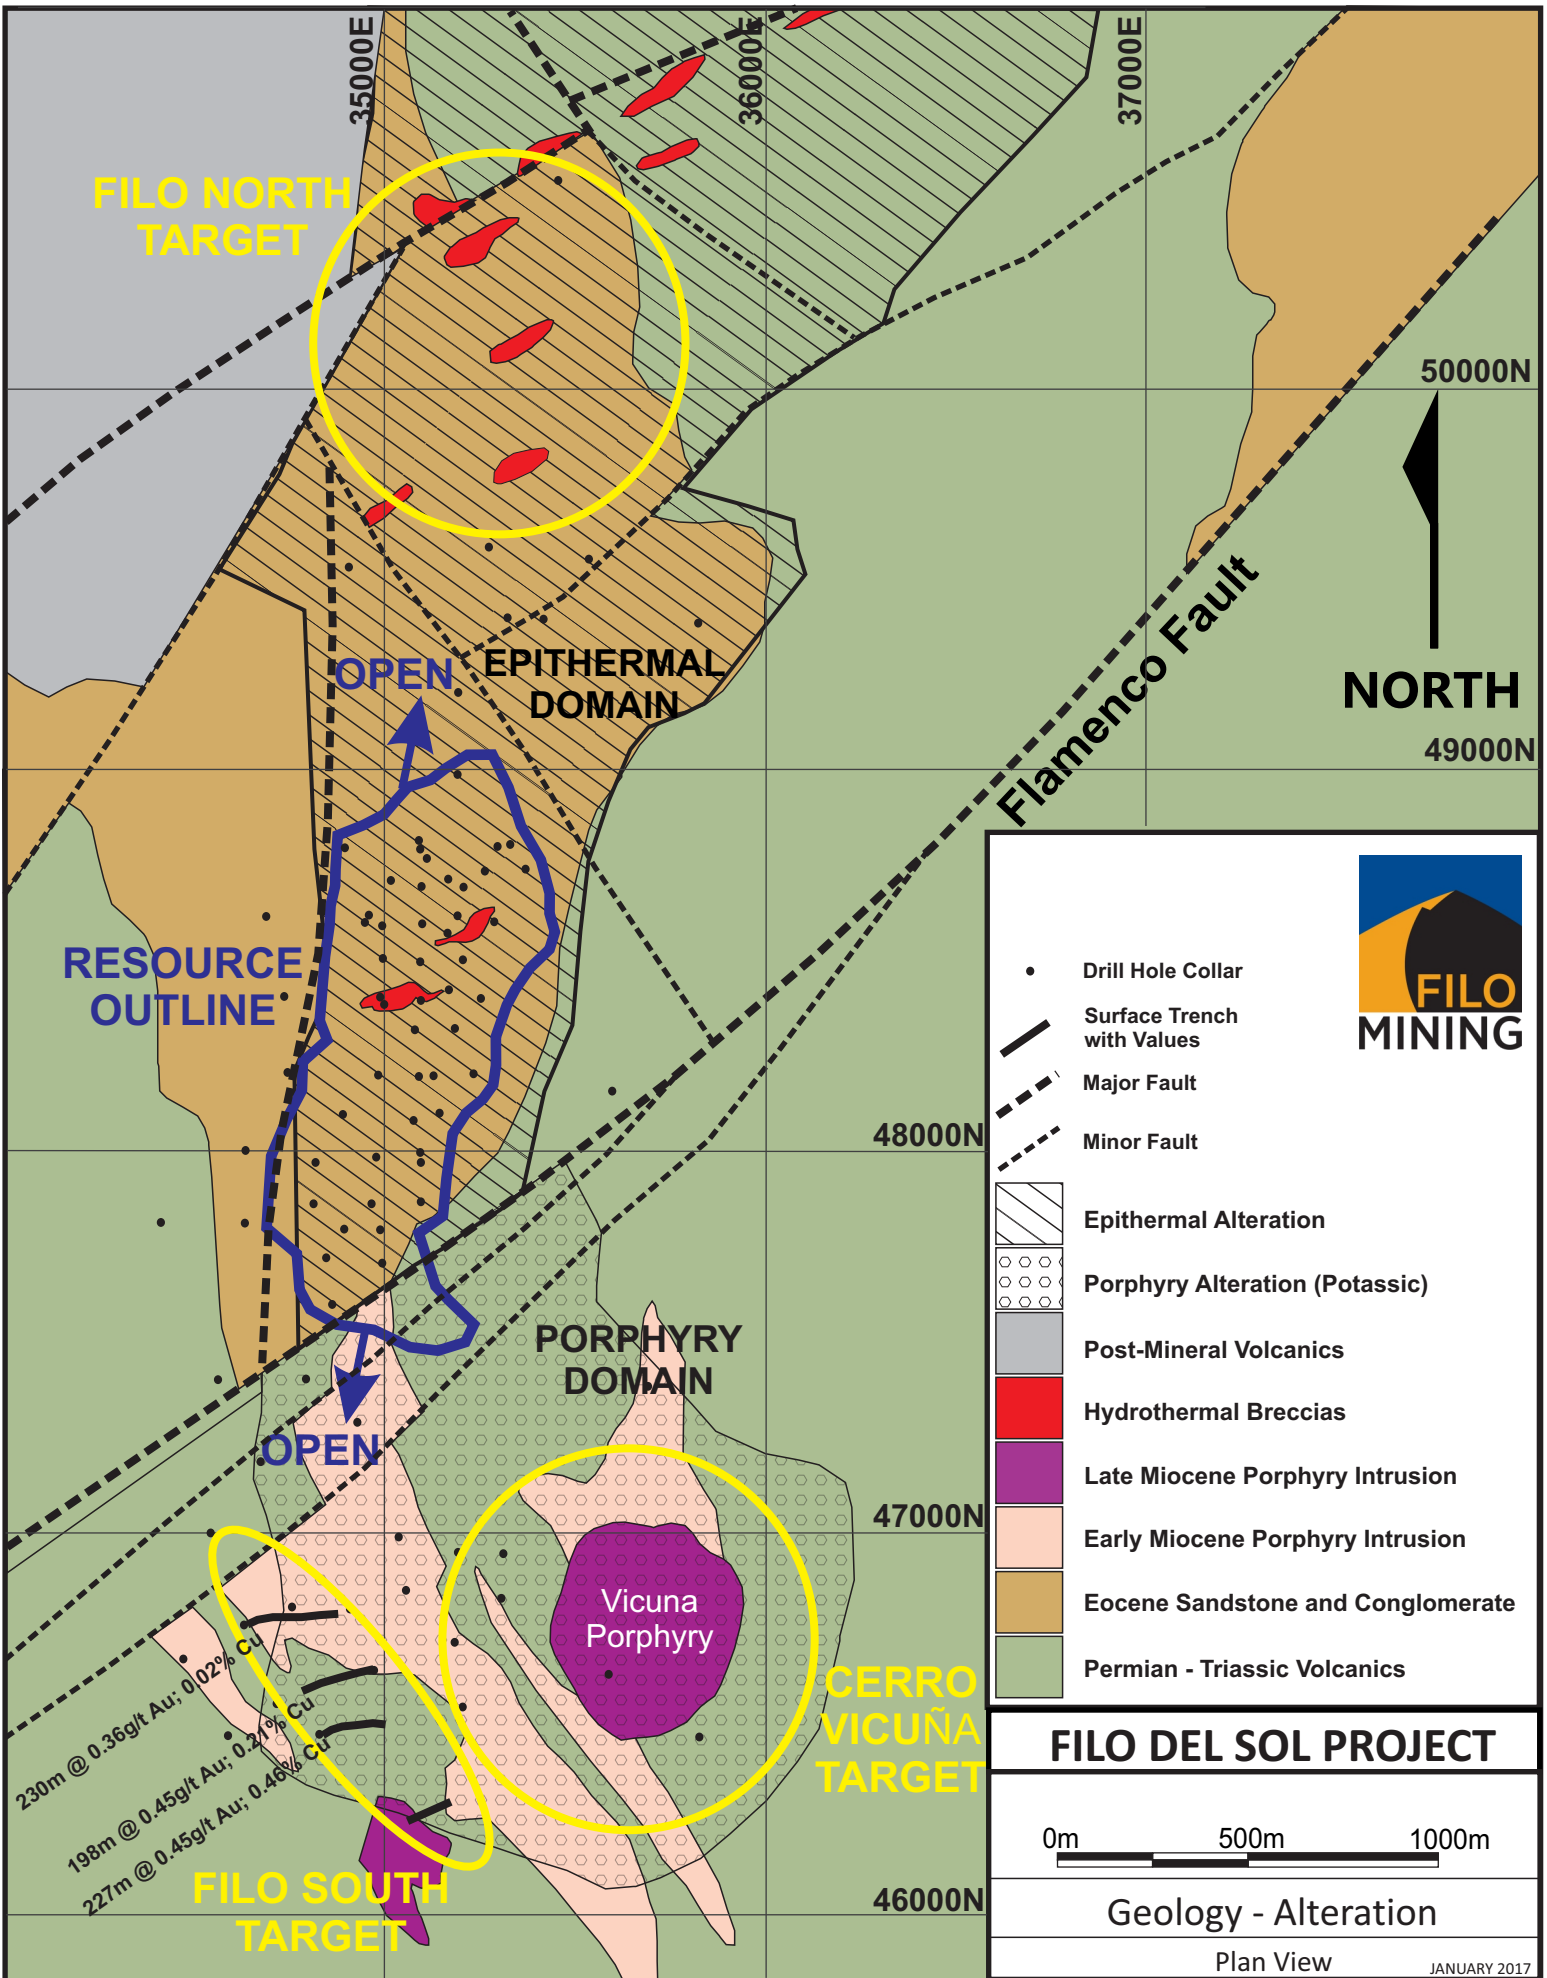 35000E
36000E
37000E
FILO NORTH
TARGET
50000N
OPEN
EPITHERMAL
DOMAIN
NORTH
Flamenco Fault
49000N
RESOURCE
OUTLINE
48000N
PORPHYRY
DOMAIN
OPEN
47000N
Vicuna
Porphyry
CERRO
VICUÑA
TARGET
230m @ 0.36g/t Au; 0.02% Cu
198m @ 0.45g/t Au; 0.21% Cu
227m @ 0.45g/t Au; 0.46% Cu
FILO SOUTH
TARGET
46000N
FILO
MINING
Drill Hole Collar
Surface Trench
with Values
Major Fault
Minor Fault
Epithermal Alteration
Porphyry Alteration (Potassic)
Post-Mineral Volcanics
Hydrothermal Breccias
Late Miocene Porphyry Intrusion
Early Miocene Porphyry Intrusion
Eocene Sandstone and Conglomerate
Permian - Triassic Volcanics
FILO DEL SOL PROJECT
0m 500m 1000m
Geology - Alteration
Plan View
JANUARY 2017